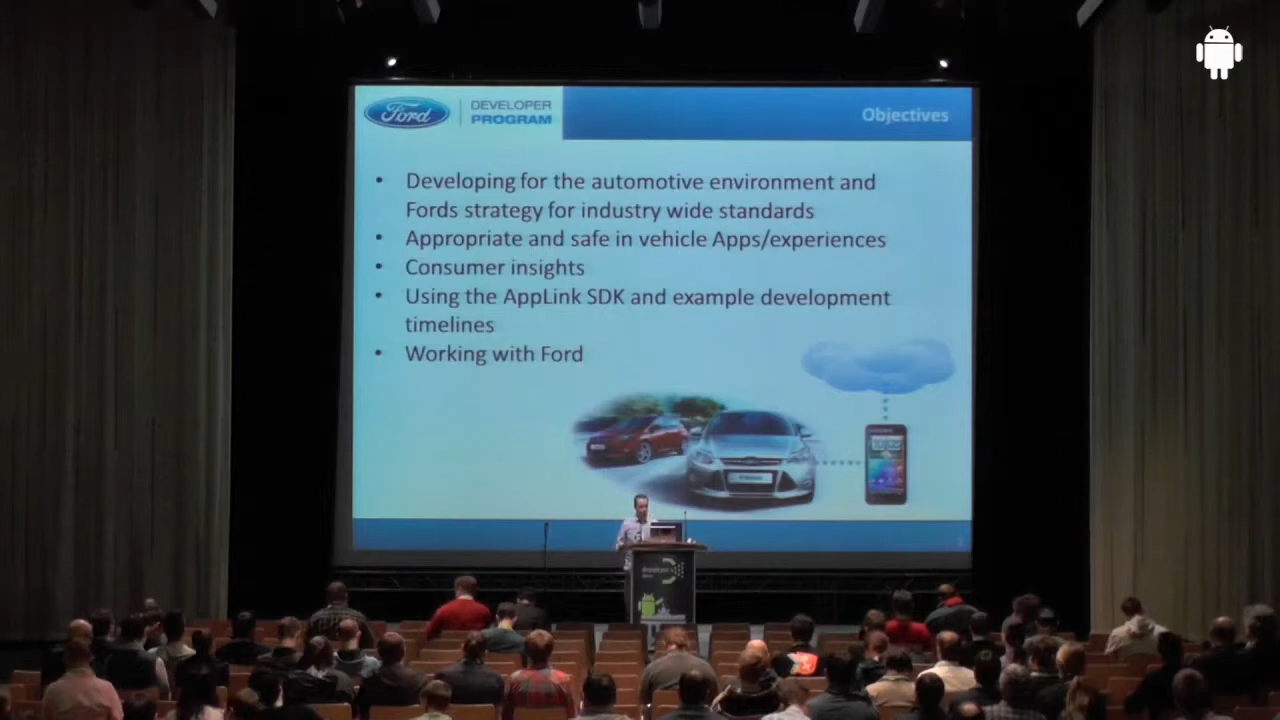 Ford
DEVELOPER
PROGRAM
Objectives
• Developing for the automotive environment and
Fords strategy for industry wide standards
• Appropriate and safe in vehicle Apps/experiences
• Consumer insights
• Using the AppLink SDK and example development
timelines
• Working with Ford
droidcon